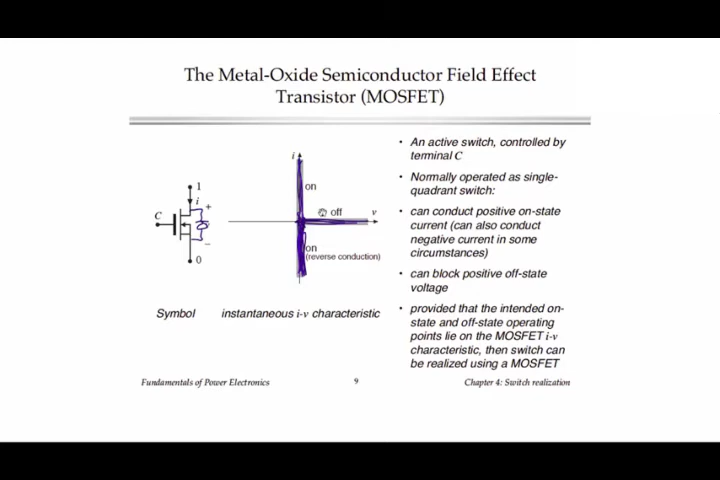 The Metal-Oxide Semiconductor Field Effect
Transistor (MOSFET)
• An active switch, controlled by
terminal C
• Normally operated as single-
quadrant switch:
• can conduct positive on-state
current (can also conduct
negative current in some
circumstances)
• can block positive off-state
voltage
• provided that the intended on-
state and off-state operating
points lie on the MOSFET i-v
characteristic, then switch can
be realized using a MOSFET
1
i
+
C
–
0
Symbol
i
on
off
v
on
(reverse conduction)
instantaneous i-v characteristic
Fundamentals of Power Electronics
9
Chapter 4: Switch realization